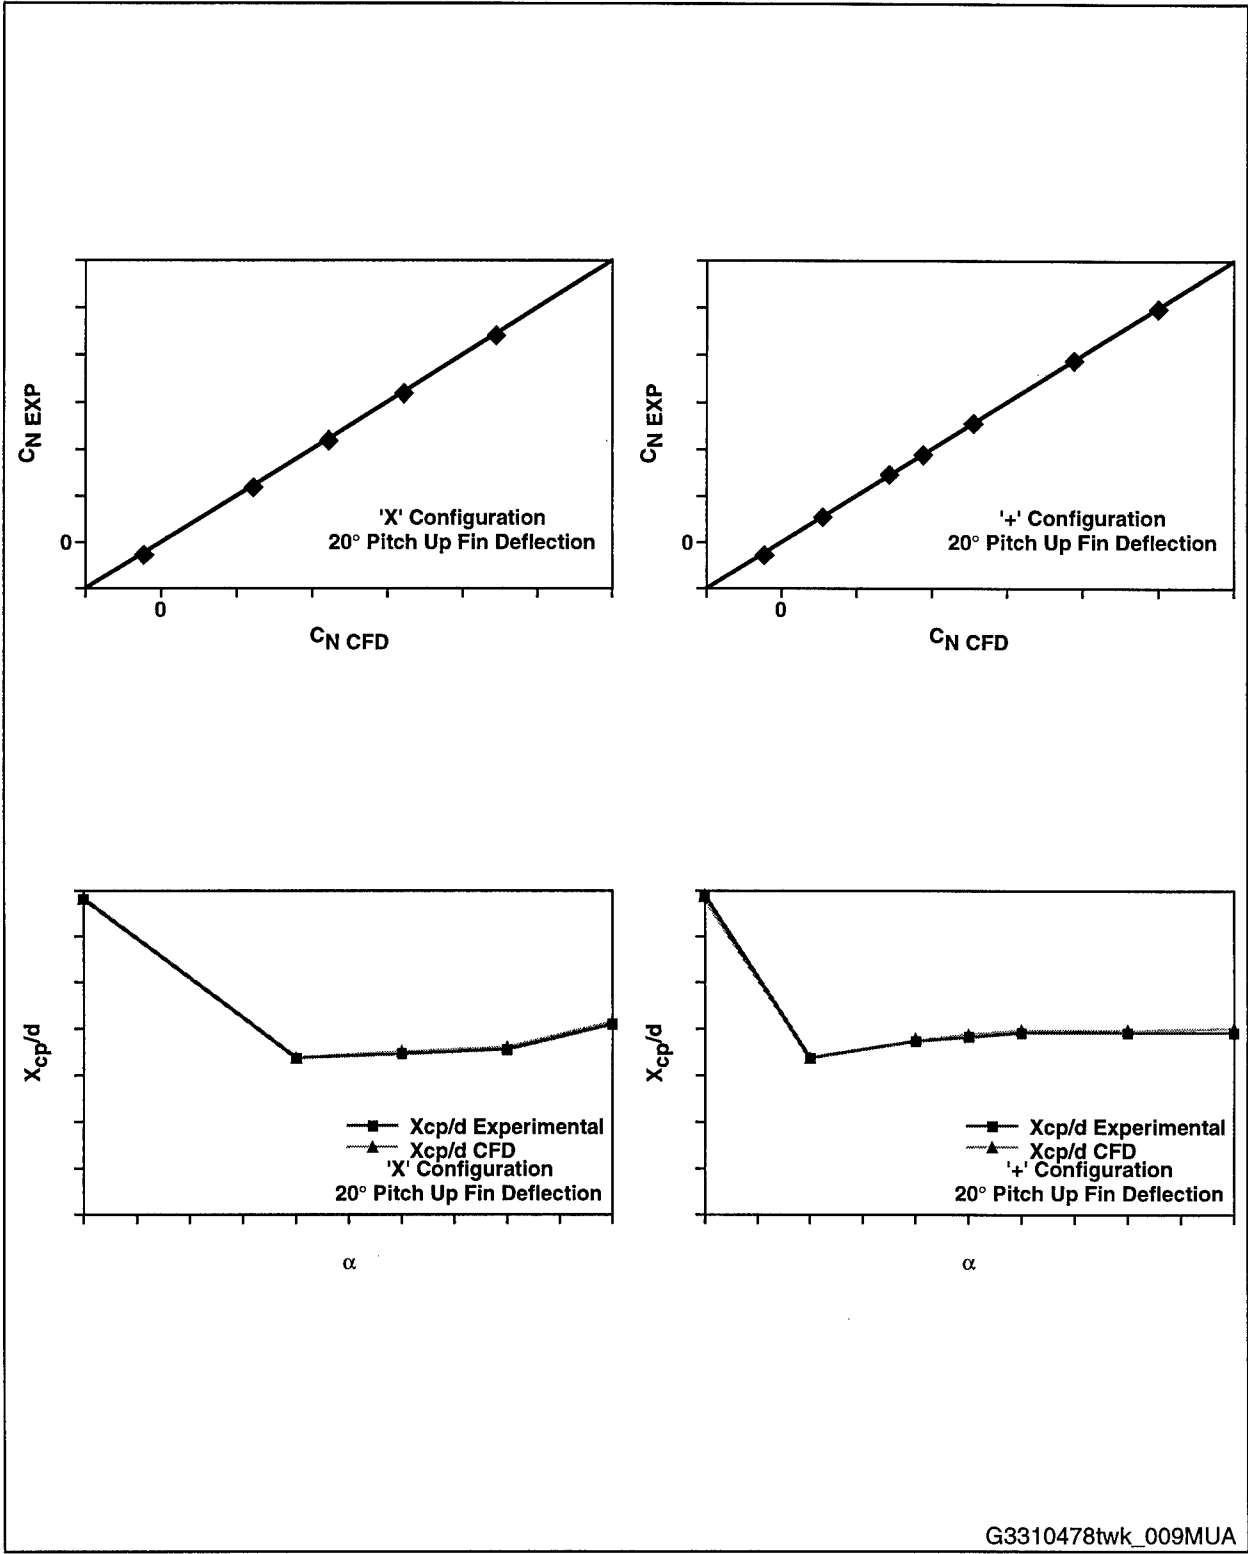 C_N EXP
'X' Configuration
20° Pitch Up Fin Deflection
0
0
C_N CFD
C_N EXP
'+' Configuration
20° Pitch Up Fin Deflection
0
0
C_N CFD
X_cp/d
Xcp/d Experimental
Xcp/d CFD
'X' Configuration
20° Pitch Up Fin Deflection
α
X_cp/d
Xcp/d Experimental
Xcp/d CFD
'+' Configuration
20° Pitch Up Fin Deflection
α
G3310478twk_009MUA